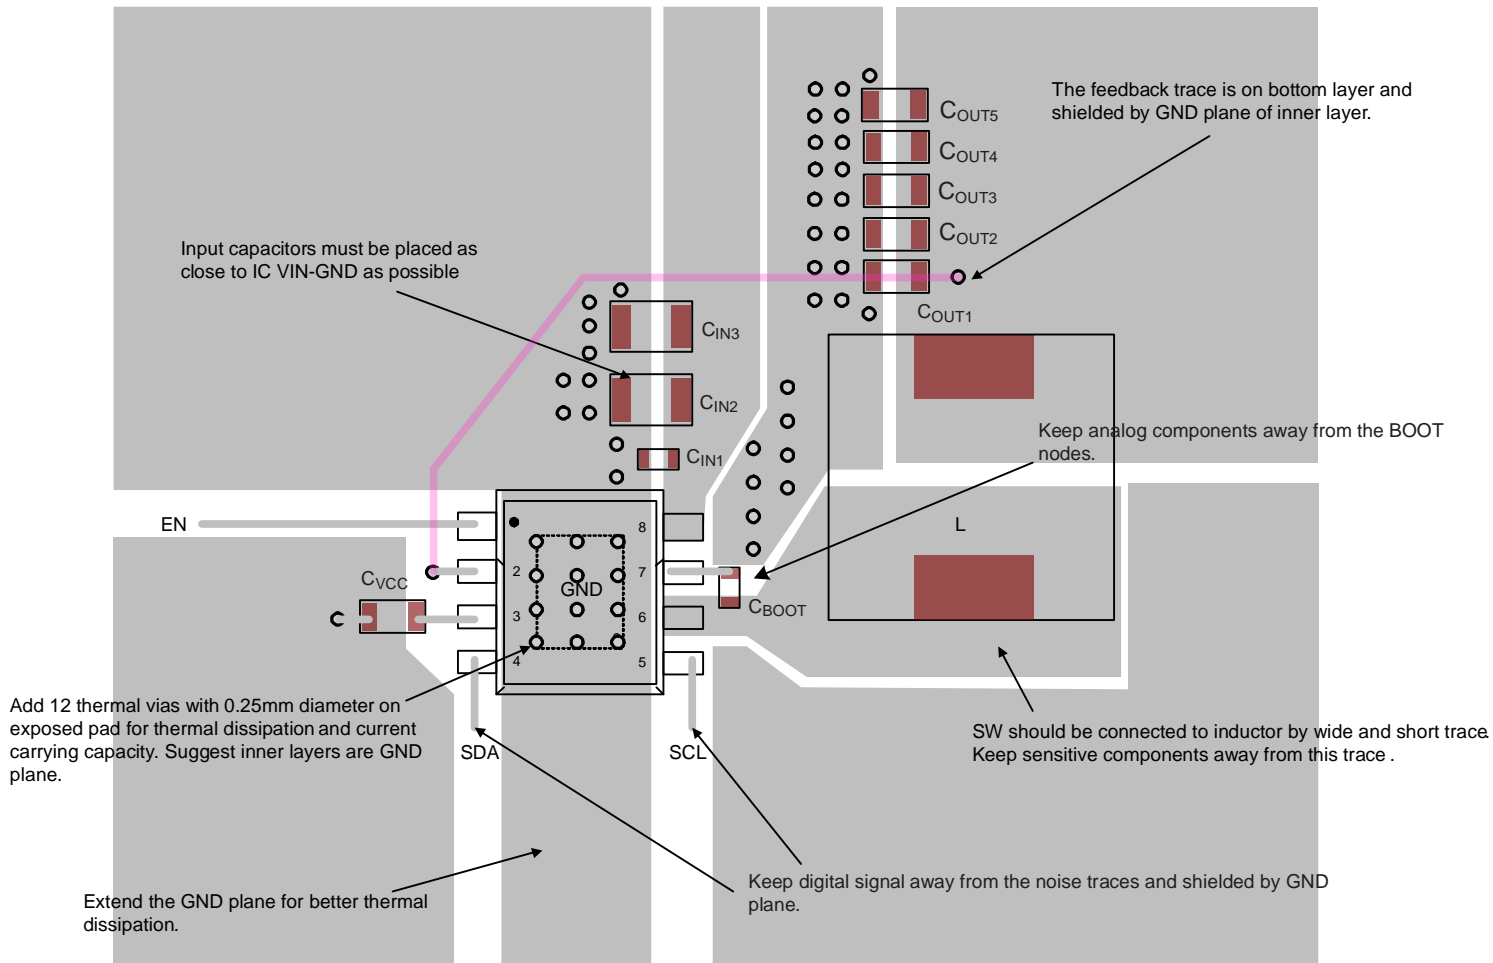 The feedback trace is on bottom layer and
shielded by GND plane of inner layer.
COUT5
COUT4
COUT3
COUT2
COUT1
Input capacitors must be placed as
close to IC VIN-GND as possible
CIN3
CIN2
CIN1
Keep analog components away from the BOOT
nodes.
EN
8
L
2
7
GND
CVCC
CBOOT
3
6
4
5
Add 12 thermal vias with 0.25mm diameter on
exposed pad for thermal dissipation and current
carrying capacity. Suggest inner layers are GND
plane.
SDA
SCL
SW should be connected to inductor by wide and short trace.
Keep sensitive components away from this trace .
Keep digital signal away from the noise traces and shielded by GND
plane.
Extend the GND plane for better thermal
dissipation.